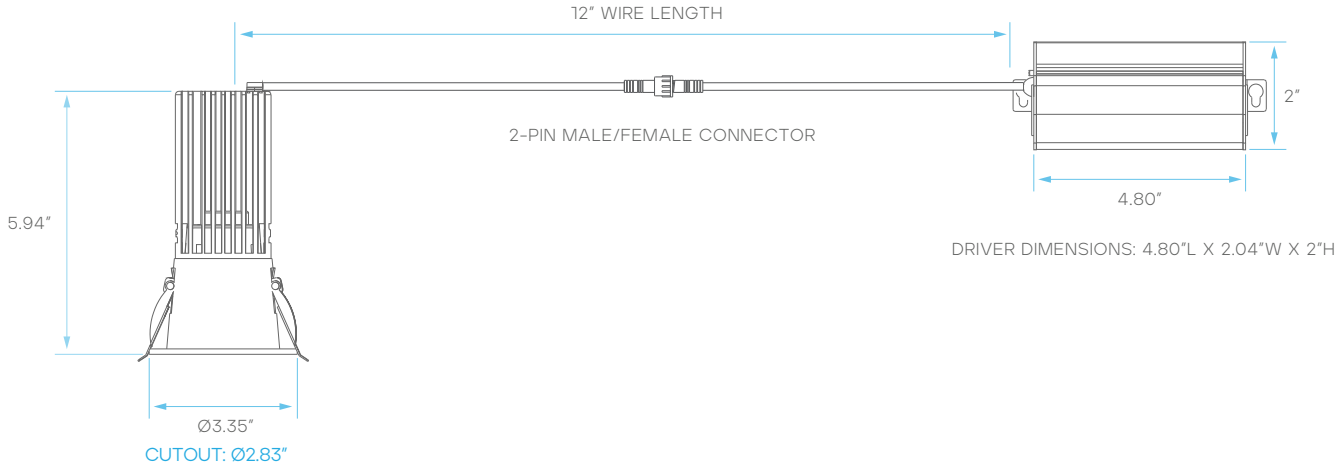 12" WIRE LENGTH
2"
2-PIN MALE/FEMALE CONNECTOR
4.80"
5.94"
DRIVER DIMENSIONS: 4.80"L X 2.04"W X 2"H
Ø3.35"
CUTOUT: Ø2.83"